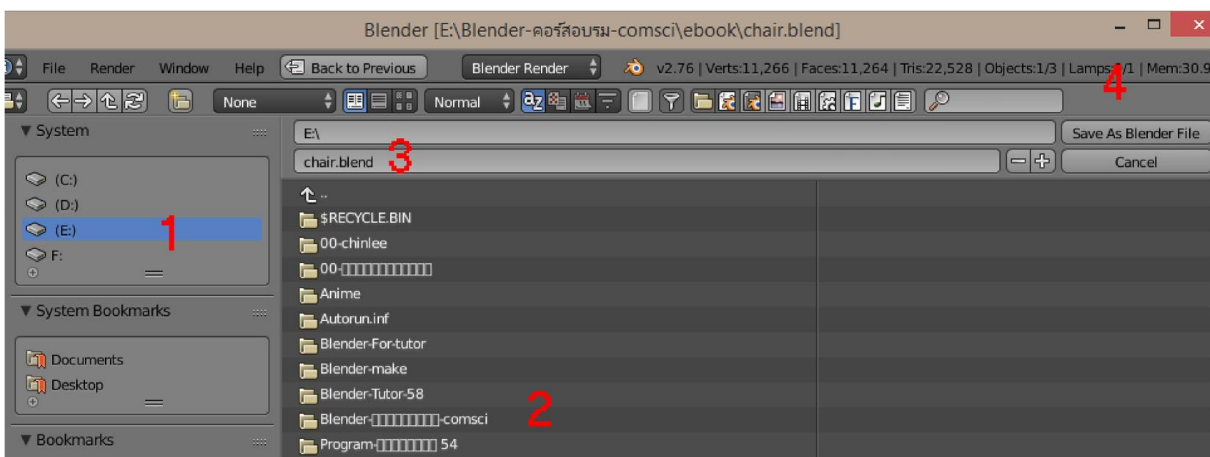 Blender [E:\Blender-คอร์สอบรม-comsci\ebook\chair.blend]
File Render Window Help Back to Previous Blender Render v2.76 | Verts:11,266 | Faces:11,264 | Tris:22,528 | Objects:1/3 | Lamps:0/1 | Mem:30.9
4
None Normal
System
E:\
Save As Blender File
chair.blend
3
Cancel
(C:)
(D:)
(E:)
1
F:
..
$RECYCLE.BIN
00-chinlee
00-
Anime
Autorun.inf
Blender-For-tutor
Blender-make
Blender-Tutor-58
Blender- -comsci
2
Program- 54
System Bookmarks
Documents
Desktop
Bookmarks